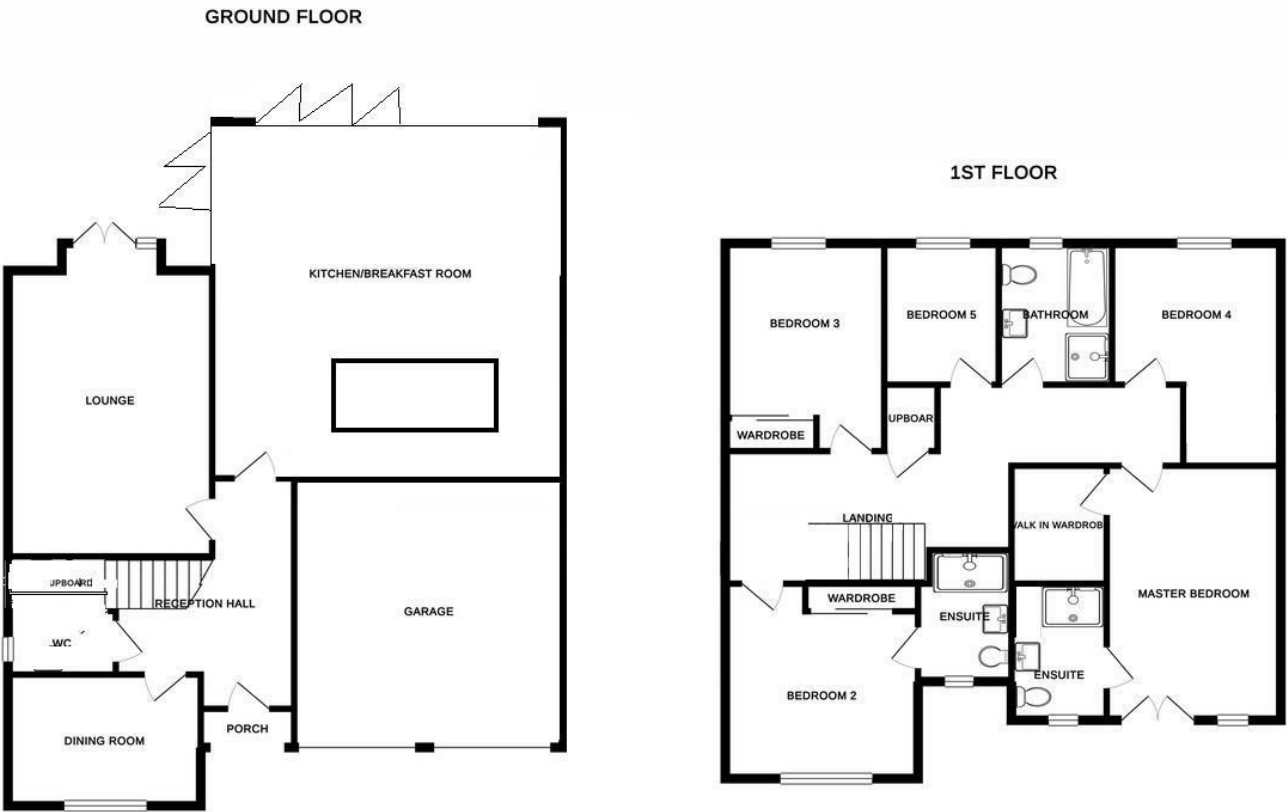 GROUND FLOOR
KITCHEN/BREAKFAST ROOM
LOUNGE
UPBOARD
RECEPTION HALL
GARAGE
WC
PORCH
DINING ROOM
1ST FLOOR
BEDROOM 3
BEDROOM 5
BATHROOM
BEDROOM 4
UPBOAR
WARDROBE
LANDING
WALK IN WARDROB
WARDROBE
ENSUITE
MASTER BEDROOM
ENSUITE
BEDROOM 2